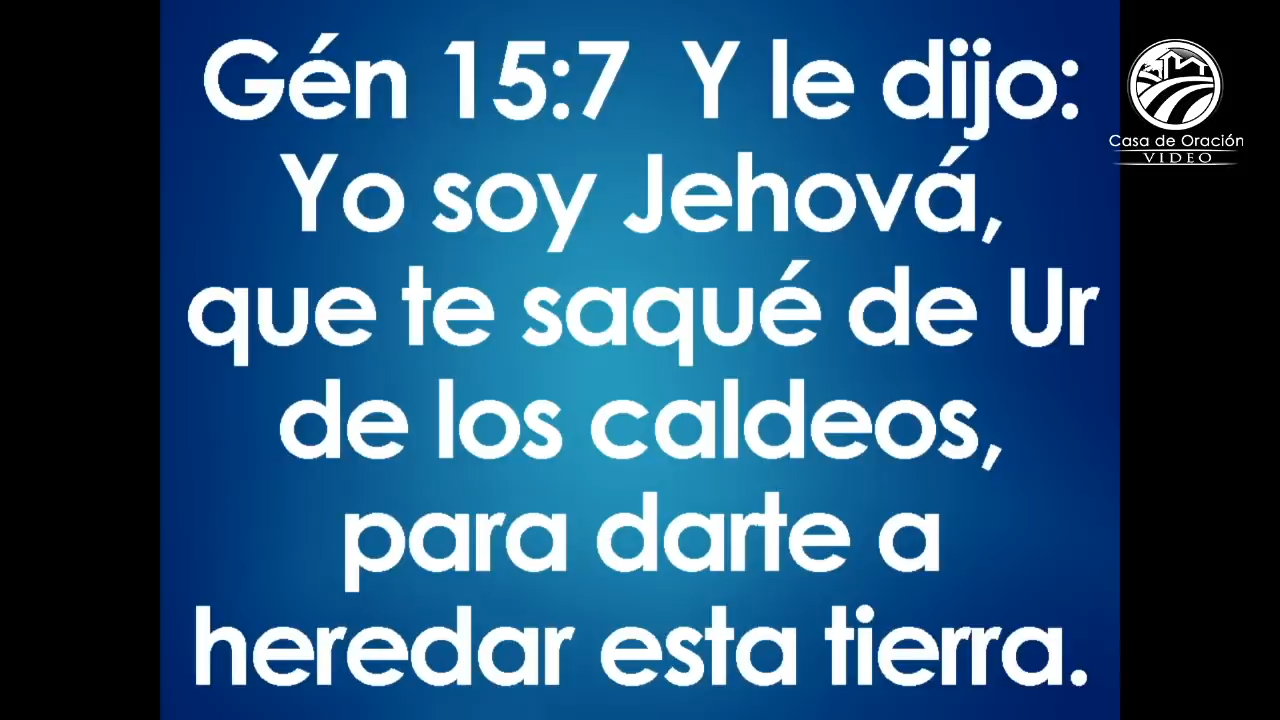 Gén 15:7  Y le dijo:
Yo soy Jehová,
que te saqué de Ur
de los caldeos,
para darte a
heredar esta tierra.
Casa de Oración
VIDEO